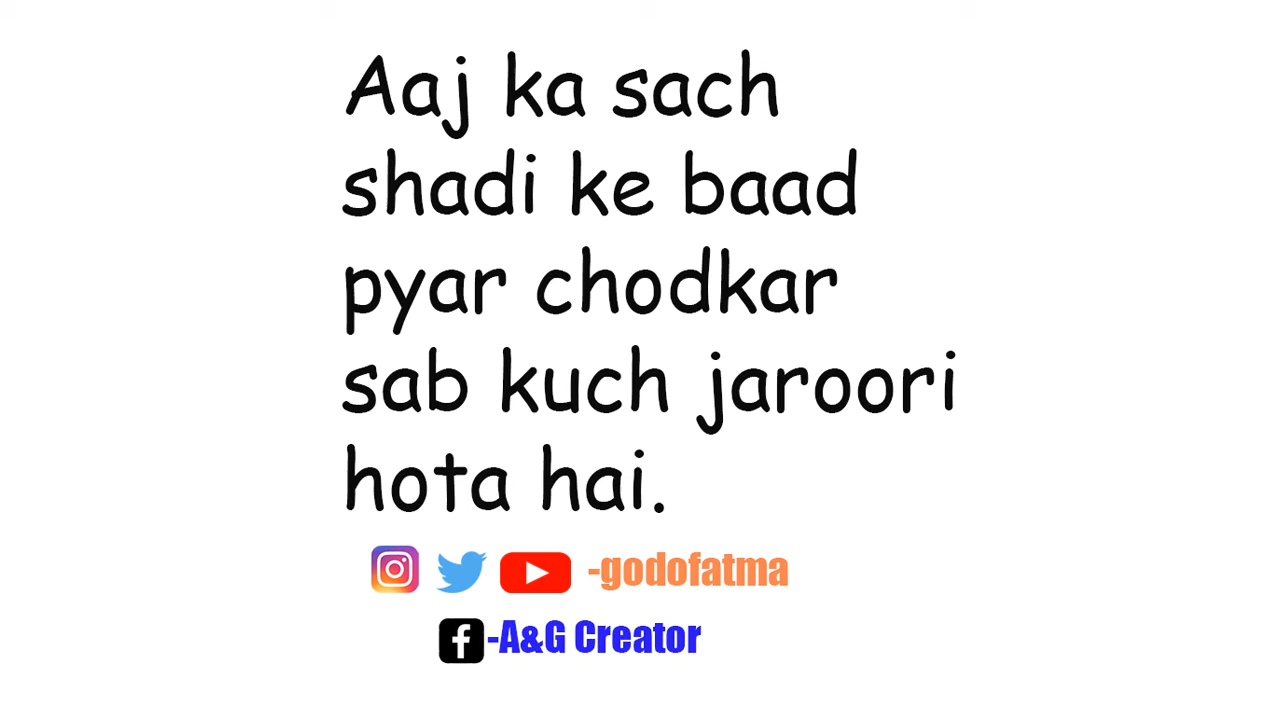 Aaj ka sach
shadi ke baad
pyar chodkar
sab kuch jaroori
hota hai.
-godofatma
-A&G Creator